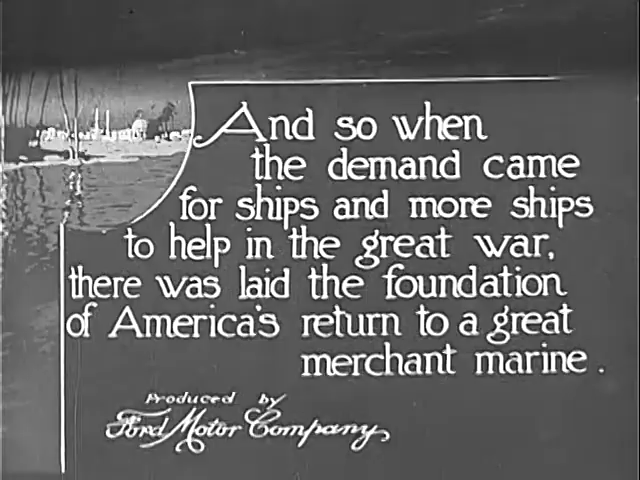 And so when
the demand came
for ships and more ships
to help in the great war,
there was laid the foundation
of America's return to a great
merchant marine.
Produced by
Ford Motor Company